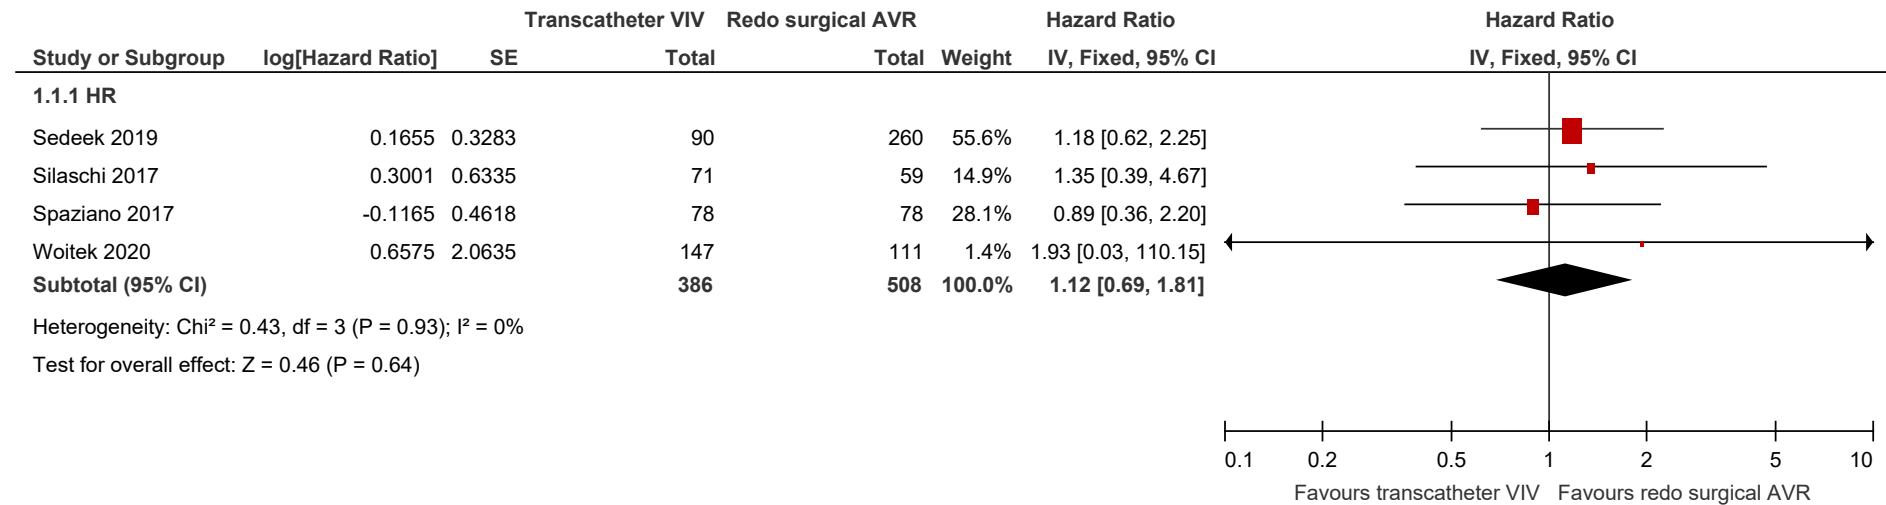 Transcatheter VIV Redo surgical AVR Hazard Ratio Hazard Ratio
Study or Subgroup log[Hazard Ratio] SE Total Total Weight IV, Fixed, 95% CI IV, Fixed, 95% CI
1.1.1 HR
Sedeek 2019 0.1655 0.3283 90 260 55.6% 1.18 [0.62, 2.25]
Silaschi 2017 0.3001 0.6335 71 59 14.9% 1.35 [0.39, 4.67]
Spaziano 2017 -0.1165 0.4618 78 78 28.1% 0.89 [0.36, 2.20]
Woitek 2020 0.6575 2.0635 147 111 1.4% 1.93 [0.03, 110.15]
Subtotal (95% CI) 386 508 100.0% 1.12 [0.69, 1.81]
Heterogeneity: Chi² = 0.43, df = 3 (P = 0.93); I² = 0%
Test for overall effect: Z = 0.46 (P = 0.64)
0.1 0.2 0.5 1 2 5 10
Favours transcatheter VIV Favours redo surgical AVR